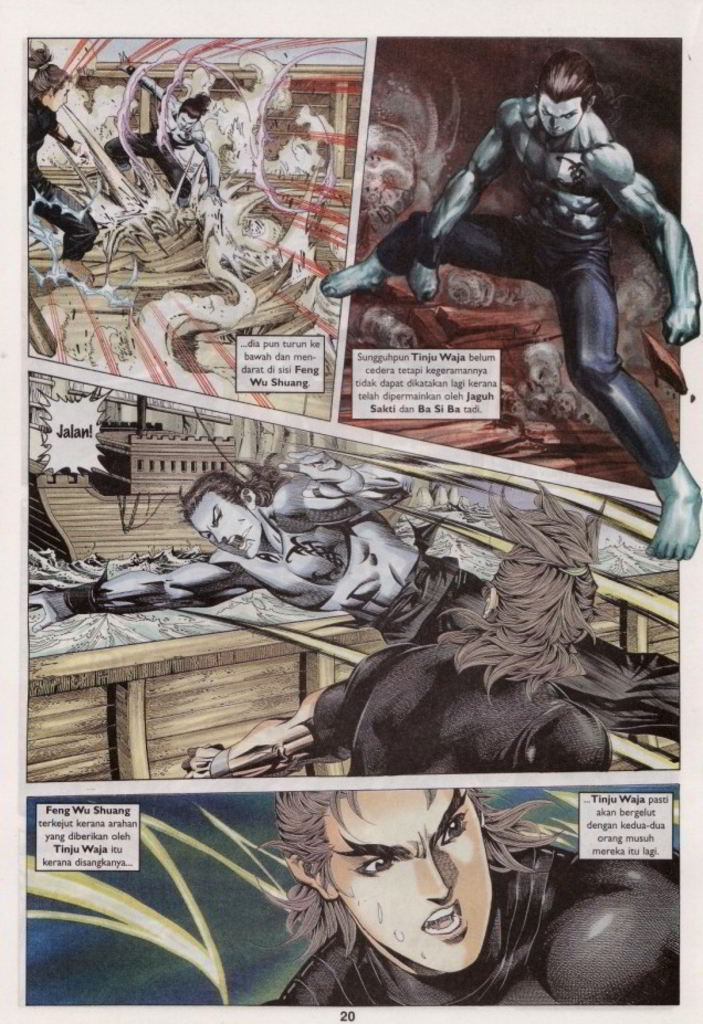 ...dia pun turun ke
bawah dan men-
darat di sisi Feng
Wu Shuang.
Sungguhpun Tinju Waja belum
cedera tetapi kegeramannya
tidak dapat dikatakan lagi kerana
telah dipermainkan oleh Jaguh
Sakti dan Ba Si Ba tadi.
Jalan!
Feng Wu Shuang
terkejut kerana arahan
yang diberikan oleh
Tinju Waja itu
kerana disangkanya...
...Tinju Waja pasti
akan bergelut
dengan kedua-dua
orang musuh
mereka itu lagi.
20